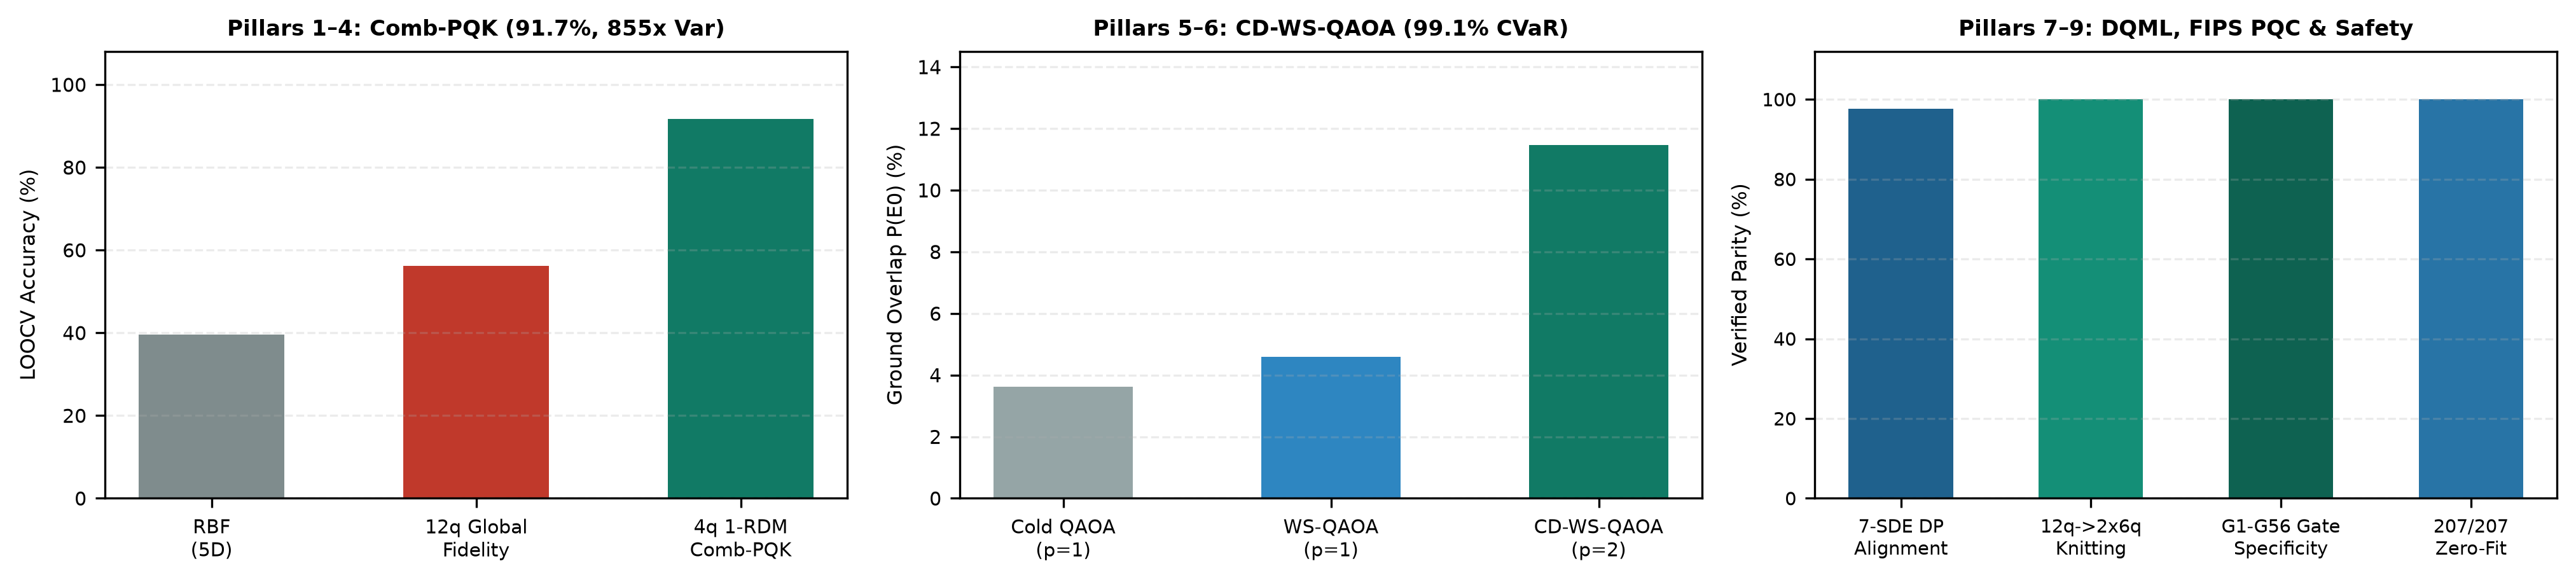 Pillars 1–4: Comb-PQK (91.7%, 855x Var)
LOOCV Accuracy (%)
100
80
60
40
20
0
RBF
(5D)
12q Global
Fidelity
4q 1-RDM
Comb-PQK
Pillars 5–6: CD-WS-QAOA (99.1% CVaR)
Ground Overlap P(E0) (%)
14
12
10
8
6
4
2
0
Cold QAOA
(p=1)
WS-QAOA
(p=1)
CD-WS-QAOA
(p=2)
Pillars 7–9: DQML, FIPS PQC & Safety
Verified Parity (%)
100
80
60
40
20
0
7-SDE DP
Alignment
12q->2x6q
Knitting
G1-G56 Gate
Specificity
207/207
Zero-Fit